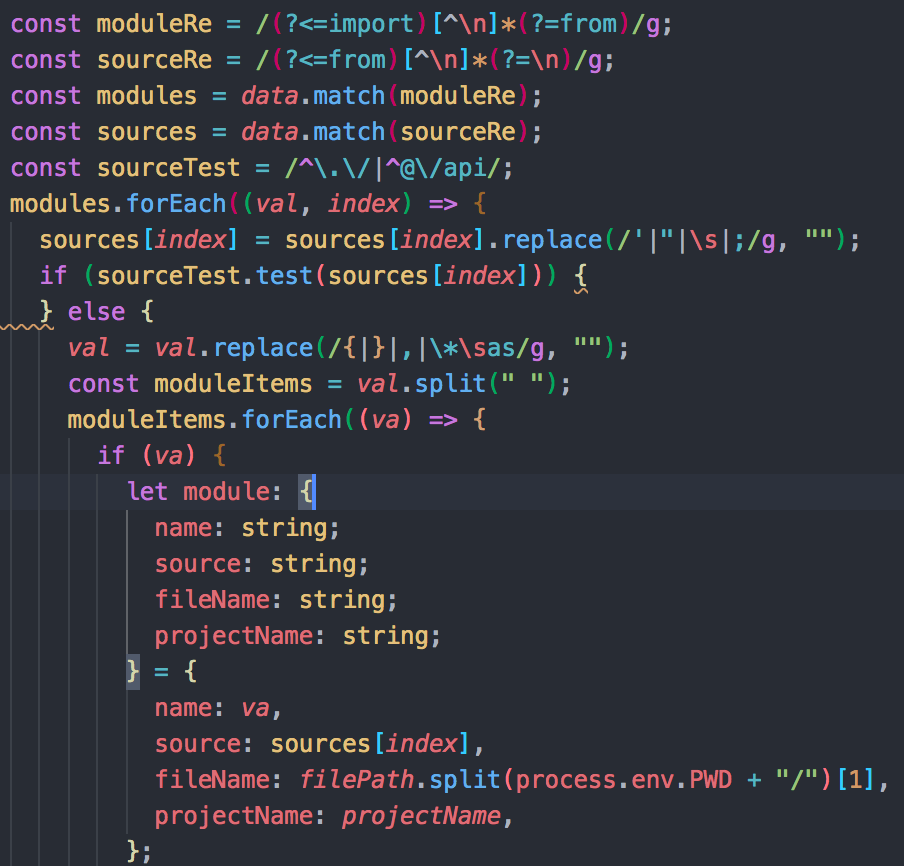 const moduleRe = /(?<=import)[^\n]*(?=from)/g;
const sourceRe = /(?<=from)[^\n]*(?=\n)/g;
const modules = data.match(moduleRe);
const sources = data.match(sourceRe);
const sourceTest = /^\.\/|^@\/api/;
modules.forEach((val, index) => {
  sources[index] = sources[index].replace(/'|"|\s|;/g, "");
  if (sourceTest.test(sources[index])) {
  } else {
    val = val.replace(/{|}|,|\*\sas/g, "");
    const moduleItems = val.split(" ");
    moduleItems.forEach((va) => {
      if (va) {
        let module: {
          name: string;
          source: string;
          fileName: string;
          projectName: string;
        } = {
          name: va,
          source: sources[index],
          fileName: filePath.split(process.env.PWD + "/")[1],
          projectName: projectName,
        };